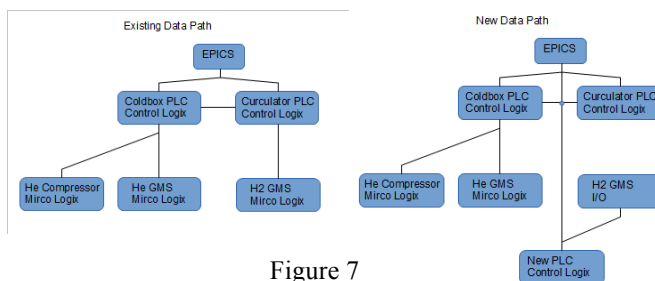 Existing Data Path
EPICS
Coldbox PLC
Control Logix
Curculator PLC
Control Logix
He Compressor
Mirco Logix
He GMS
Mirco Logix
H2 GMS
Mirco Logix
New Data Path
EPICS
Coldbox PLC
Control Logix
Curculator PLC
Control Logix
He Compressor
Mirco Logix
He GMS
Mirco Logix
H2 GMS
I/O
New PLC
Control Logix
Figure 7